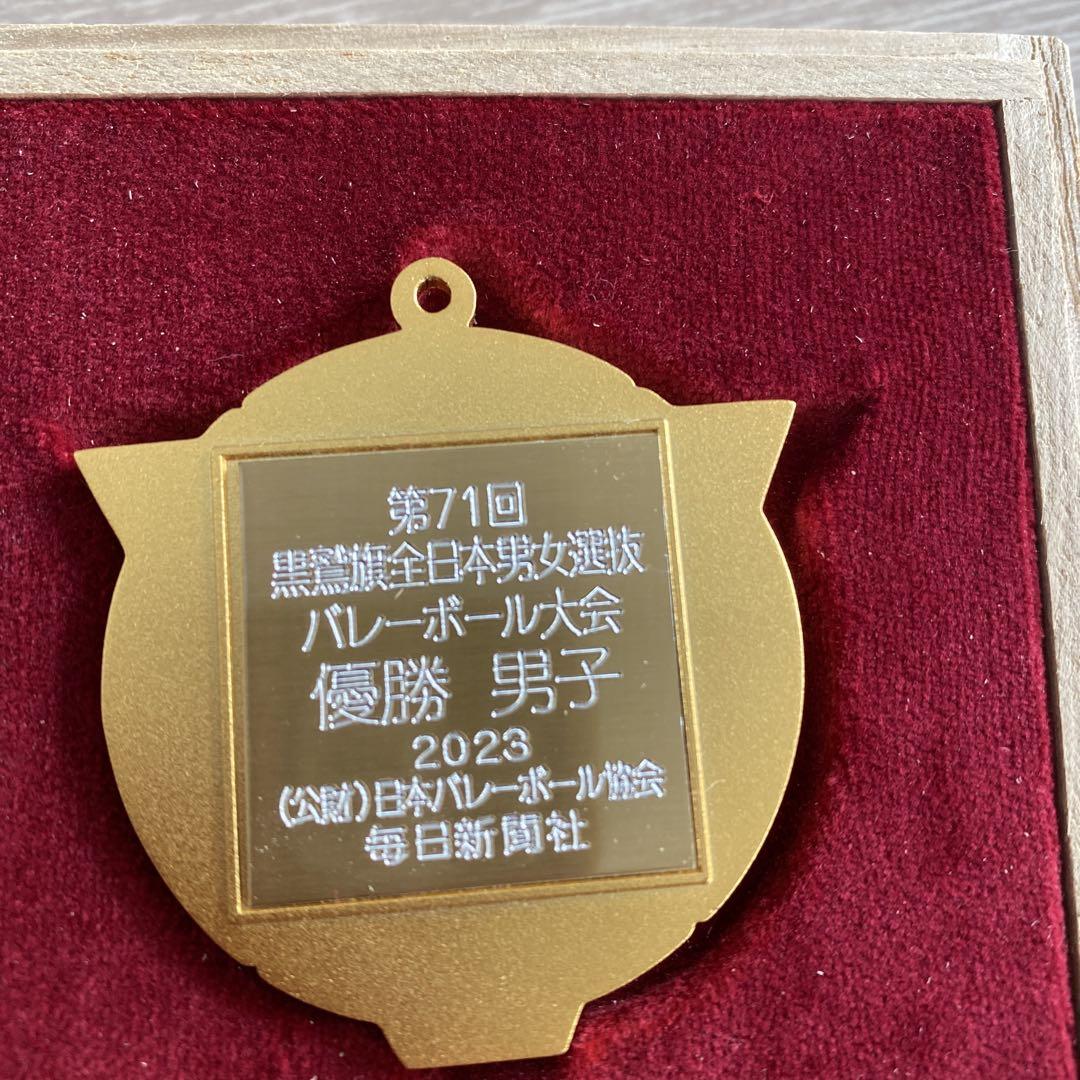 第71回
黒鷲旗全日本男女選抜
バレーボール大会
優勝 男子
2023
(公財)日本バレーボール協会
毎日新聞社